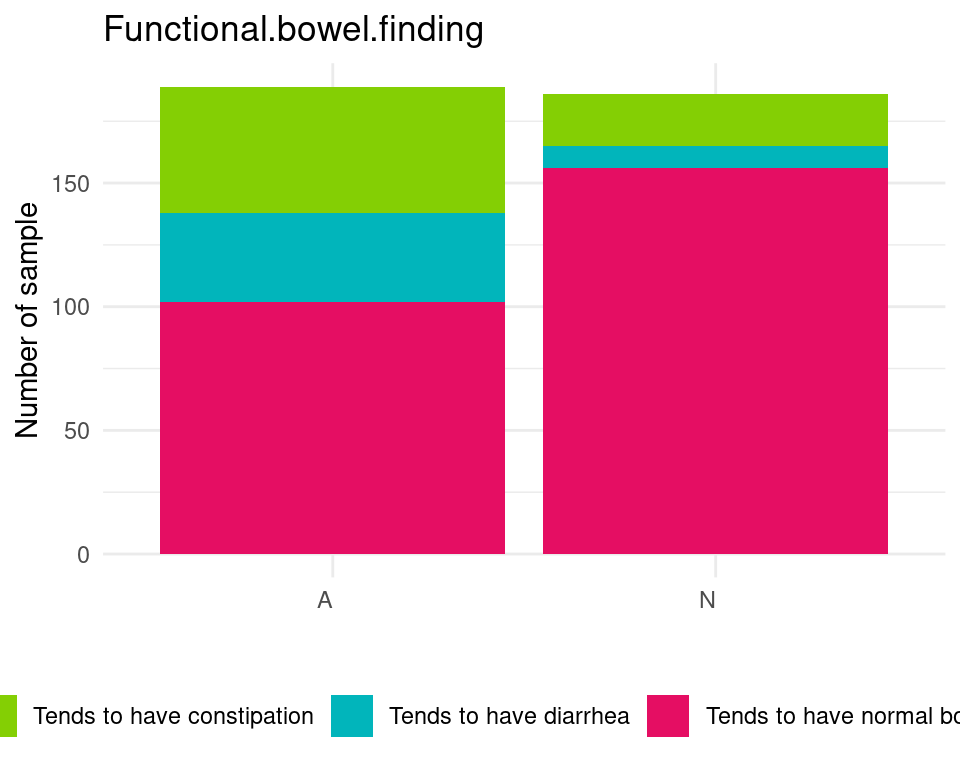 Functional.bowel.finding
Number of sample
150
100
50
0
A
N
Tends to have constipation
Tends to have diarrhea
Tends to have normal bo